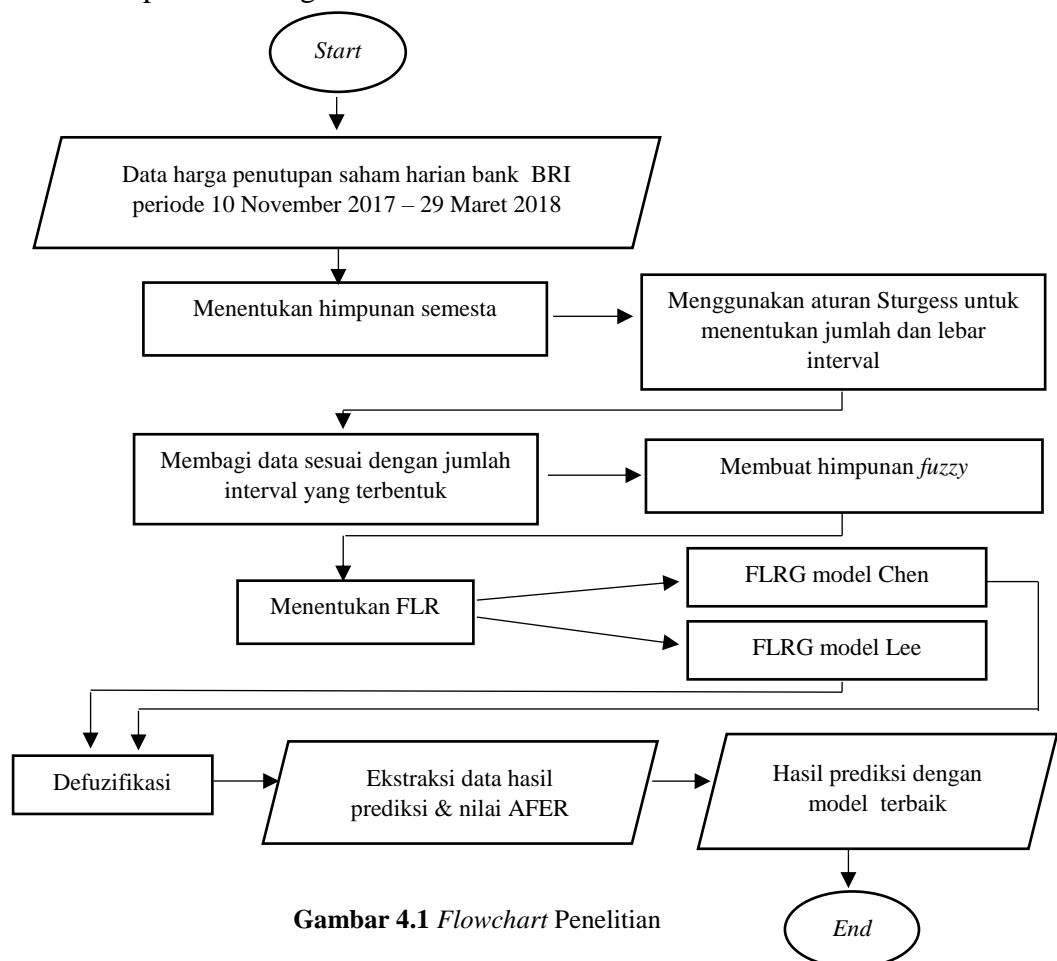 Start
Data harga penutupan saham harian bank BRI
periode 10 November 2017 – 29 Maret 2018
Menentukan himpunan semesta
Menggunakan aturan Sturgess untuk
menentukan jumlah dan lebar
interval
Membagi data sesuai dengan jumlah
interval yang terbentuk
Membuat himpunan fuzzy
Menentukan FLR
FLRG model Chen
FLRG model Lee
Defuzifikasi
Ekstraksi data hasil
prediksi & nilai AFER
Hasil prediksi dengan
model terbaik
Gambar 4.1 Flowchart Penelitian
End